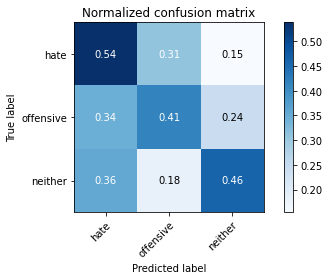 Normalized confusion matrix
True label
hate
0.54 0.31 0.15
offensive
0.34 0.41 0.24
neither
0.36 0.18 0.46
hate
offensive
neither
Predicted label
0.50
0.45
0.40
0.35
0.30
0.25
0.20